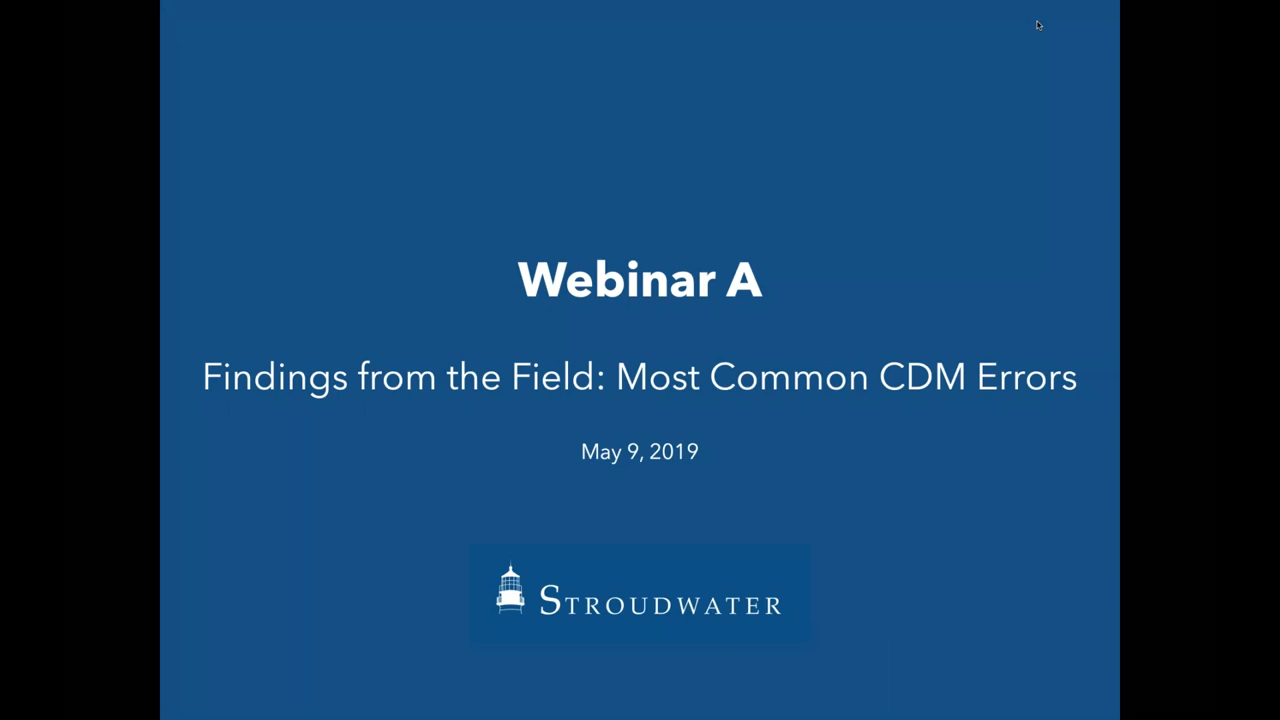 Webinar A
Findings from the Field: Most Common CDM Errors
May 9, 2019
STROUDWATER